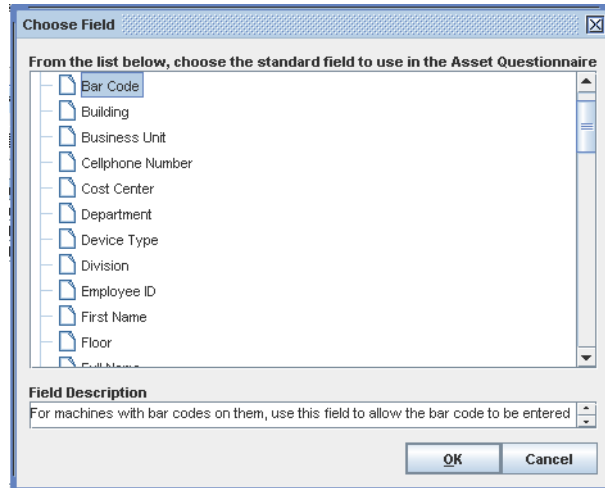 Choose Field
From the list below, choose the standard field to use in the Asset Questionnaire
Bar Code
Building
Business Unit
Cellphone Number
Cost Center
Department
Device Type
Division
Employee ID
First Name
Floor
Full Name
Field Description
For machines with bar codes on them, use this field to allow the bar code to be entered
OK Cancel